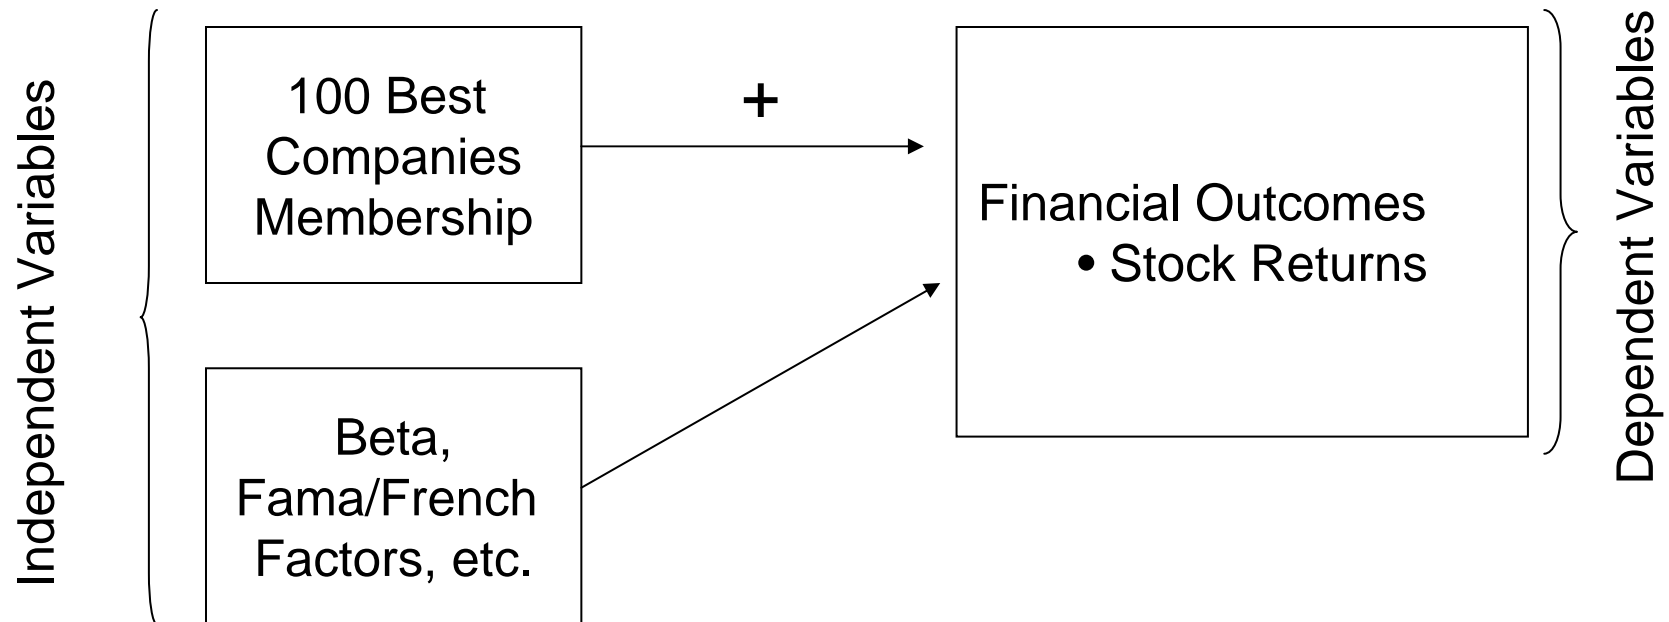 Independent Variables
100 Best
Companies
Membership
+
Beta,
Fama/French
Factors, etc.
Financial Outcomes
• Stock Returns
Dependent Variables